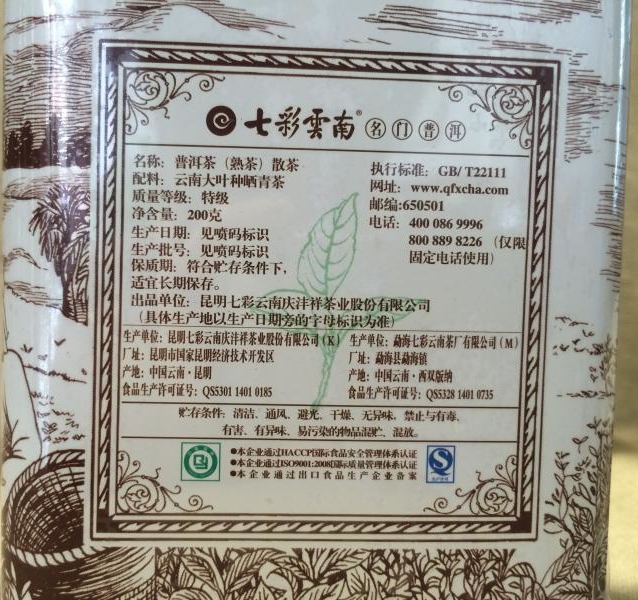 七彩雲南® 名门普洱
名称：普洱茶（熟茶）散茶
配料：云南大叶种晒青茶
质量等级：特级
净含量：200克
生产日期：见喷码标识
生产批号：见喷码标识
保质期：符合贮存条件下，
适宜长期保存。
执行标准：GB/T22111
网址：www.qfxcha.com
邮编:650501
电话：400 086 9996
800 889 8226（仅限
固定电话使用）
出品单位：昆明七彩云南庆沣祥茶业股份有限公司
（具体生产地以生产日期旁的字母标识为准）
生产单位：昆明七彩云南庆沣祥茶业股份有限公司（K）
厂址：昆明市国家昆明经济技术开发区
产地：中国云南·昆明
食品生产许可证号：QS5301 1401 0185
生产单位：勐海七彩云南茶厂有限公司（M）
厂址：勐海县勐海镇
产地：中国云南·西双版纳
食品生产许可证号：QS5328 1401 0735
贮存条件：清洁、通风、避光、干燥、无异味，禁止与有毒、
有害、有异味、易污染的物品混贮、混放。
●本企业通过HACCP国际食品安全管理体系认证
●本企业通过ISO9001:2008国际质量管理体系认证
●本企业通过出口食品生产企业备案